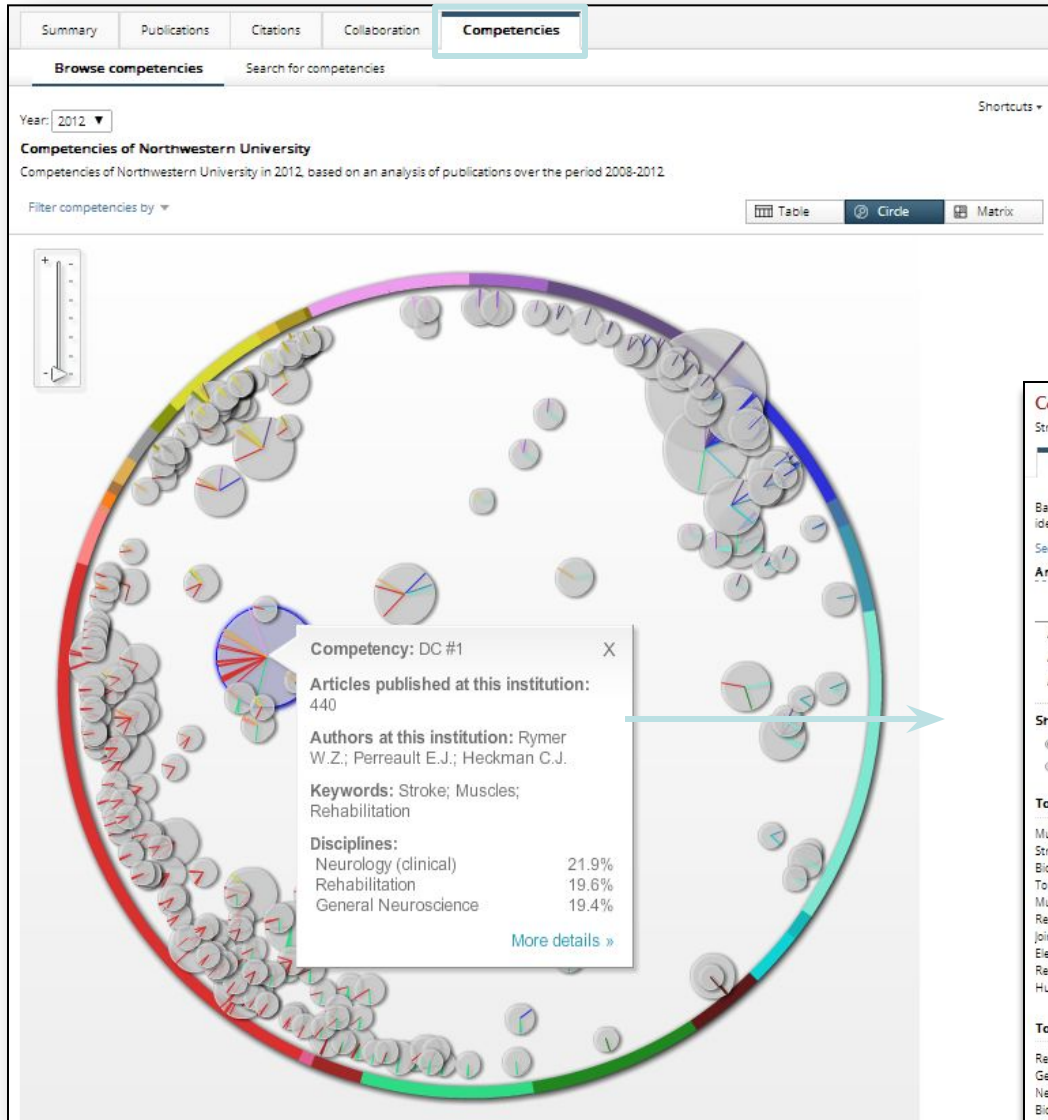 Summary
Publications
Citations
Collaboration
Competencies
Browse competencies
Search for competencies
Shortcuts
Year: 2012
Competencies of Northwestern University
Competencies of Northwestern University in 2012, based on an analysis of publications over the period 2008-2012
Filter competencies by
Table
Circle
Matrix
+
-
Competency: DC #1
X
Articles published at this institution:
440
Authors at this institution: Rymer
W.Z.; Perreault E.J.; Heckman C.J.
Keywords: Stroke; Muscles;
Rehabilitation
Disciplines:
Neurology (clinical) 21.9%
Rehabilitation 19.6%
General Neuroscience 19.4%
More details »